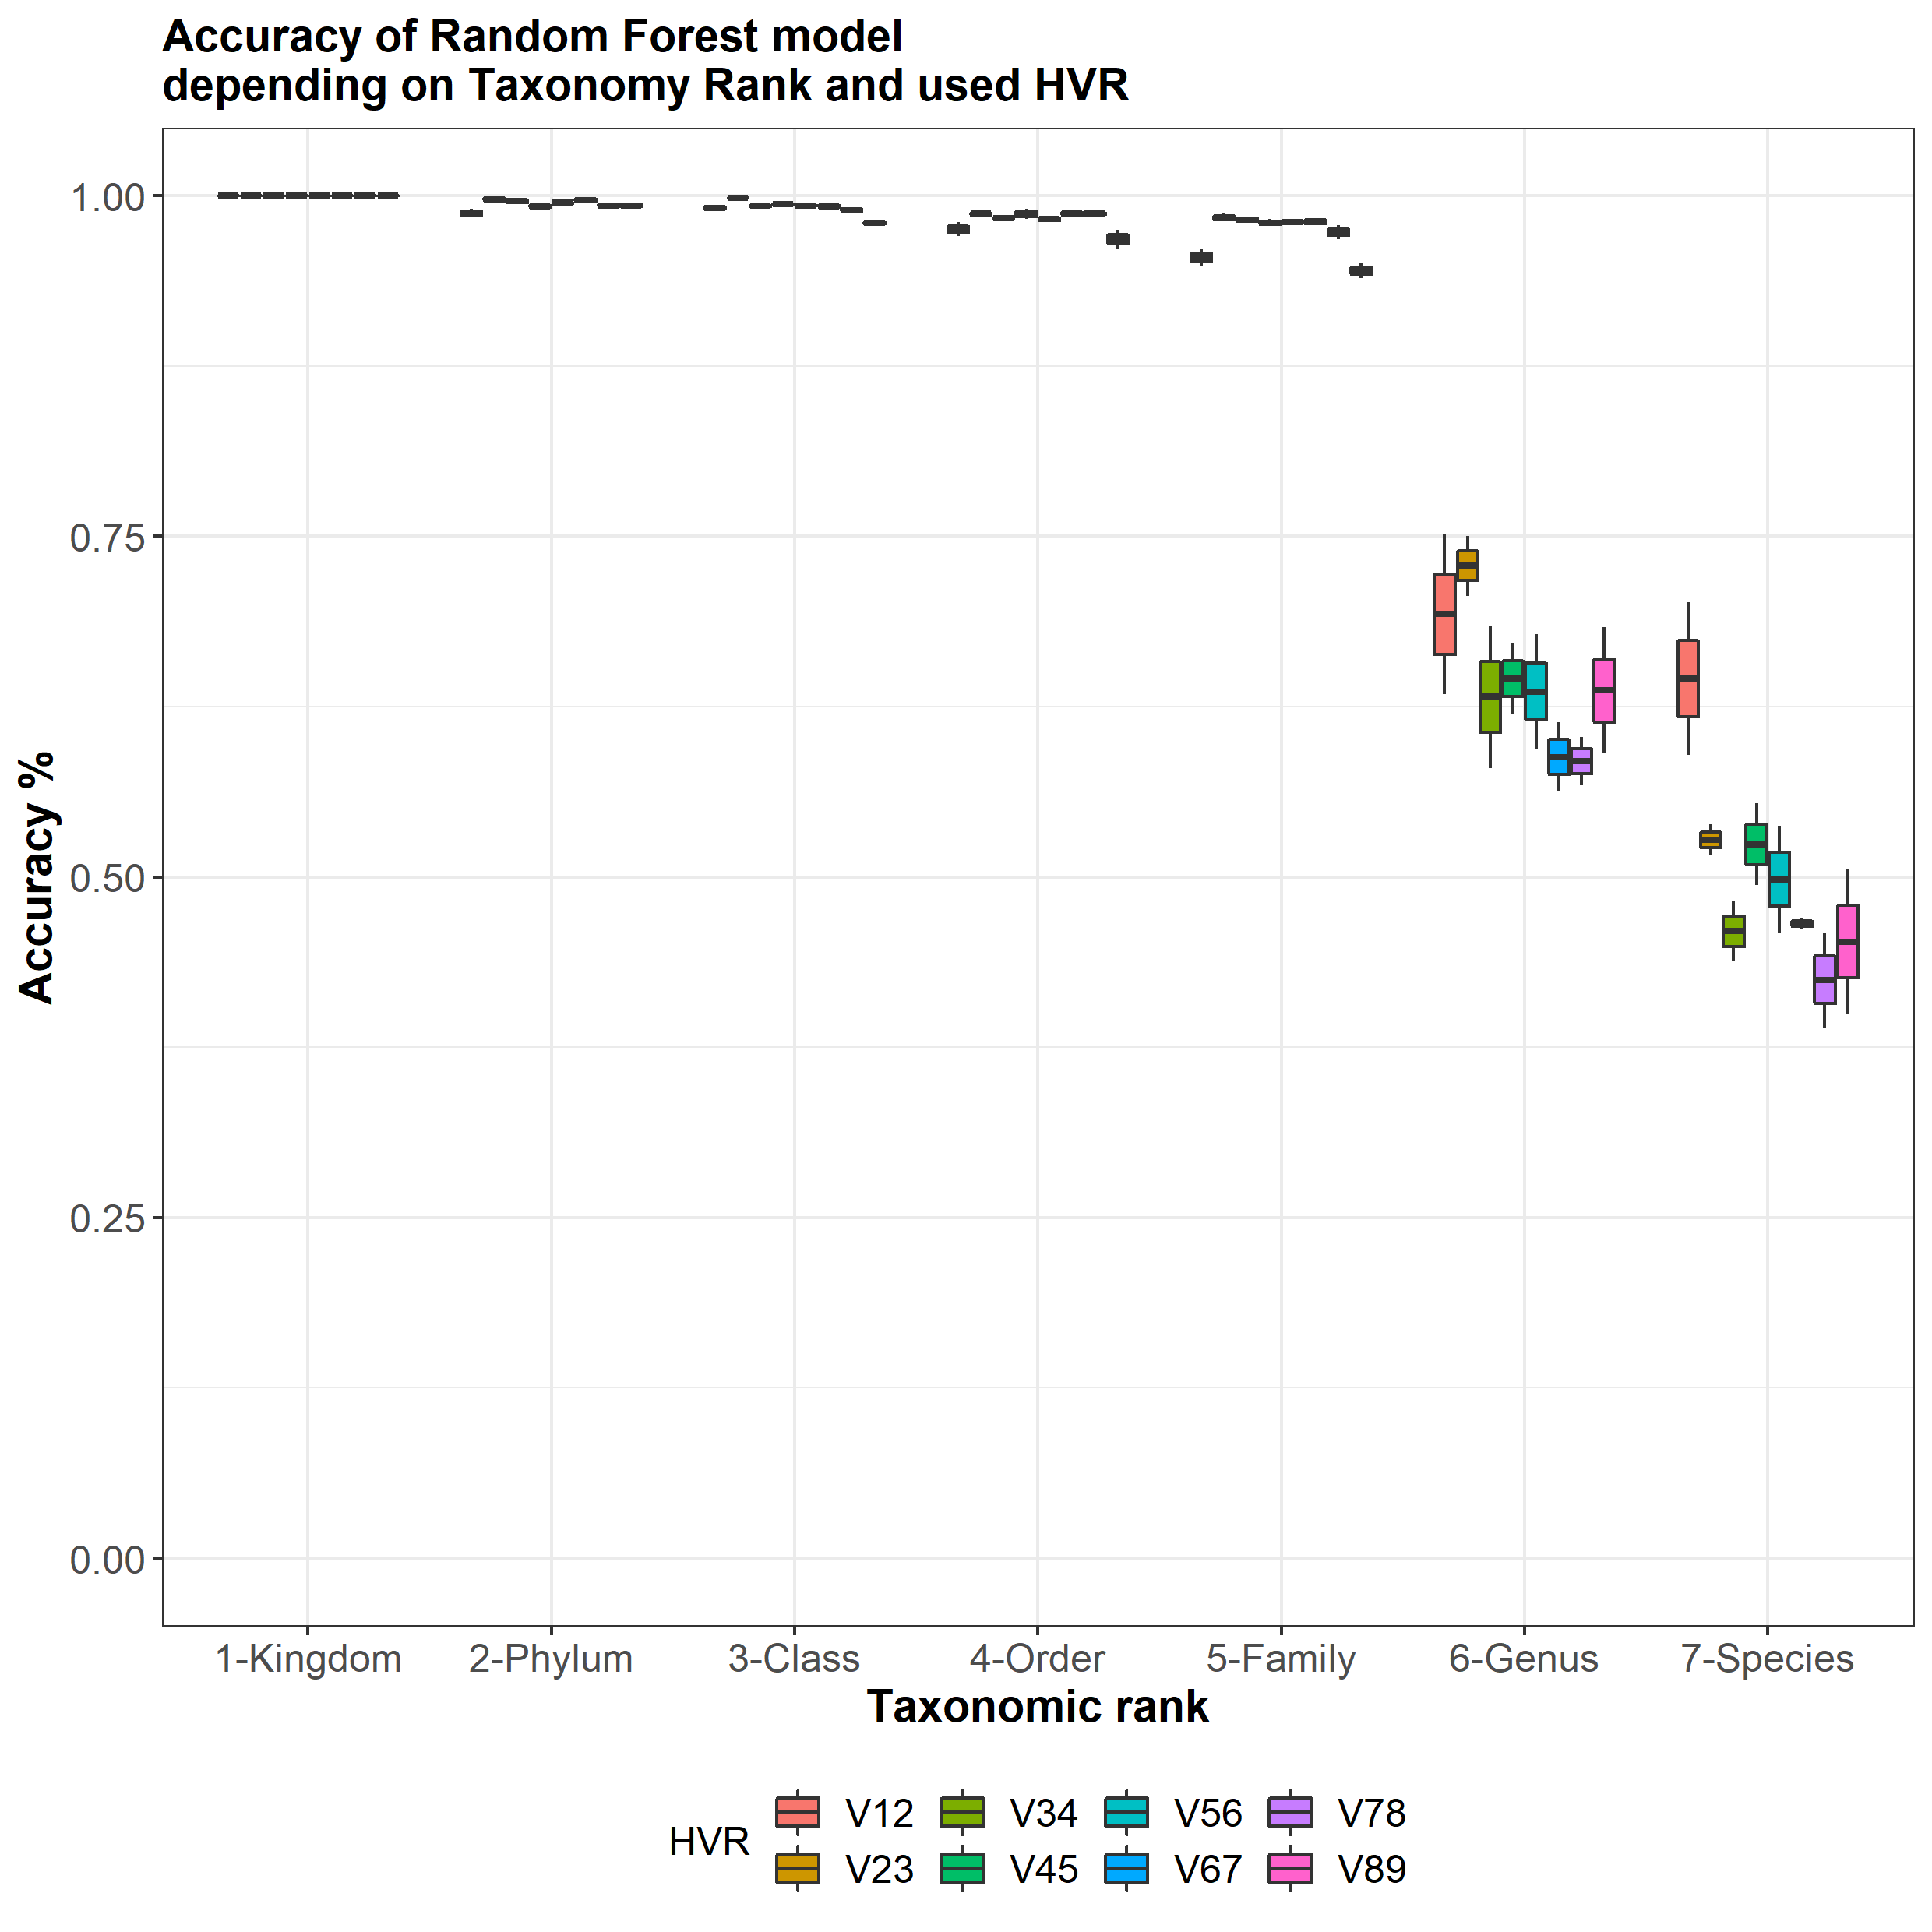 Accuracy of Random Forest model
depending on Taxonomy Rank and used HVR
Accuracy %
1.00
0.75
0.50
0.25
0.00
1-Kingdom 2-Phylum 3-Class 4-Order 5-Family 6-Genus 7-Species
Taxonomic rank
HVR
V12 V34 V56 V78
V23 V45 V67 V89